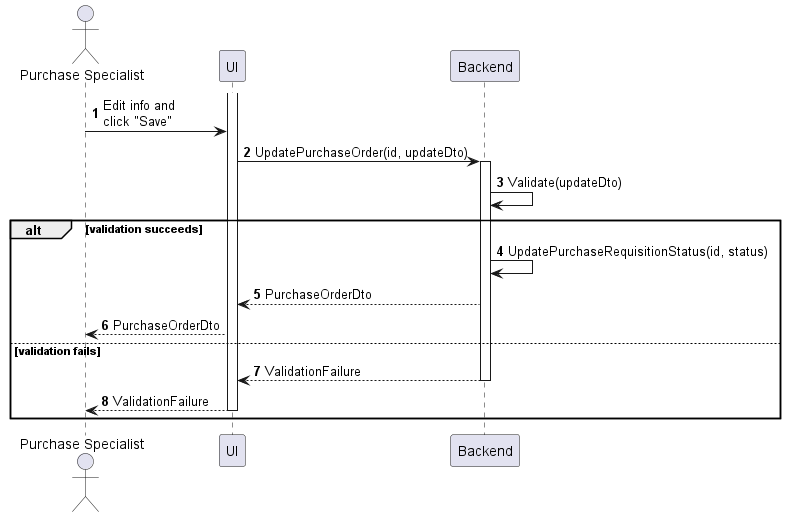 Purchase Specialist
UI
Backend
1 Edit info and
click "Save"
2 UpdatePurchaseOrder(id, updateDto)
3 Validate(updateDto)
alt [validation succeeds]
4 UpdatePurchaseRequisitionStatus(id, status)
5 PurchaseOrderDto
6 PurchaseOrderDto
[validation fails]
7 ValidationFailure
8 ValidationFailure
Purchase Specialist
UI
Backend